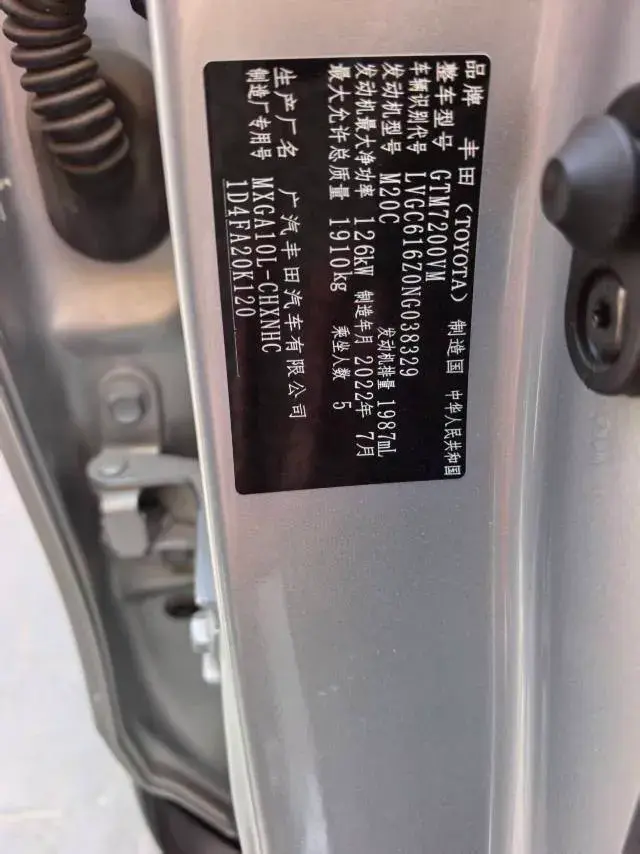 品牌 丰田 (TOYOTA) 制造国 中华人民共和国
整车型号 GTM7200VM
车辆识别代号 LVGC616Z0NG038329
发动机型号 M20C 发动机排量 1987mL
发动机最大净功率 126kW 制造年月 2022年 7月
最大允许总质量 1910kg 乘坐人数 5
生产厂名 广汽丰田汽车有限公司
制造厂专用号 MXGA10L-CHXNHC
1D4FA20K120